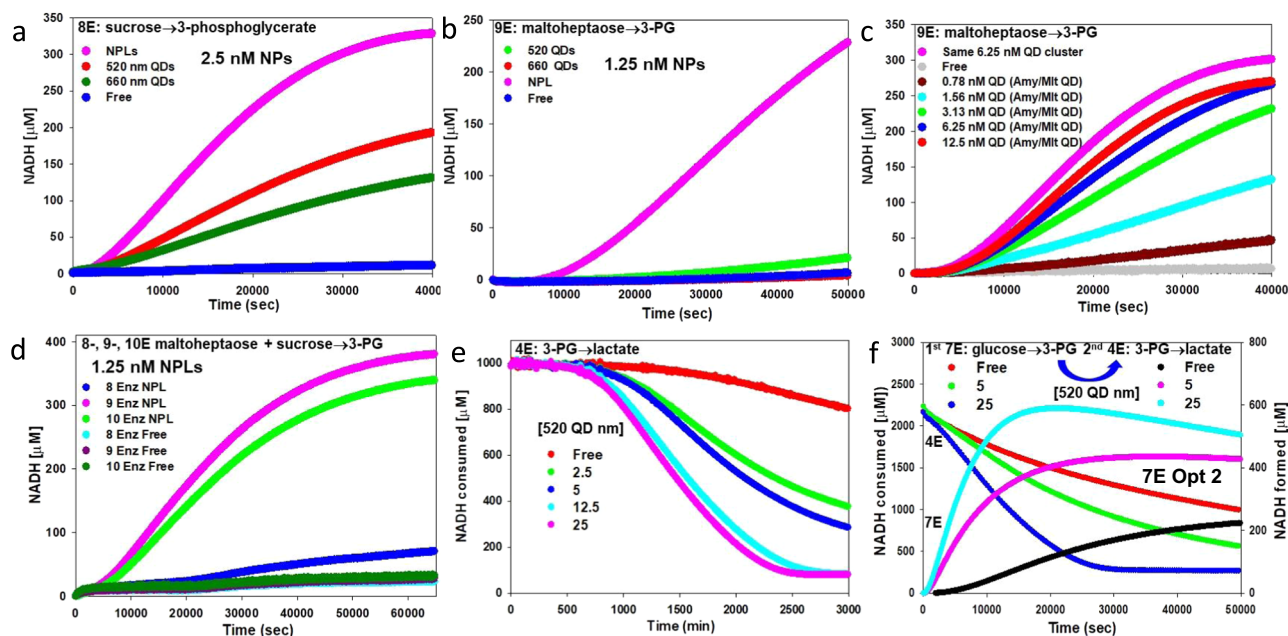 a
8E: sucrose→3-phosphoglycerate
2.5 nM NPs
NPLs
520 nm QDs
660 nm QDs
Free
NADH [μM]
350
300
250
200
150
100
50
0
0 10000 20000 30000 4000
Time (sec)
b
9E: maltoheptaose→3-PG
1.25 nM NPs
520 QDs
660 QDs
NPL
Free
NADH [μM]
250
200
150
100
50
0
0 10000 20000 30000 40000 50000
Time (sec)
c
9E: maltoheptaose→3-PG
Same 6.25 nM QD cluster
Free
0.78 nM QD (Amy/Mlt QD)
1.56 nM QD (Amy/Mlt QD)
3.13 nM QD (Amy/Mlt QD)
6.25 nM QD (Amy/Mlt QD)
12.5 nM QD (Amy/Mlt QD)
NADH [μM]
350
300
250
200
150
100
50
0
0 10000 20000 30000 40000
Time (sec)
d
8-, 9-, 10E maltoheptaose + sucrose→3-PG
1.25 nM NPLs
8 Enz NPL
9 Enz NPL
10 Enz NPL
8 Enz Free
9 Enz Free
10 Enz Free
NADH [μM]
400
300
200
100
0
0 10000 20000 30000 40000 50000 60000
Time (sec)
e
4E: 3-PG→lactate
[520 QD nm]
Free
2.5
5
12.5
25
NADH consumed [μM]
1000
800
600
400
200
0
0 500 1000 1500 2000 2500 3000
Time (min)
f
1st 7E: glucose→3-PG 2nd 4E: 3-PG→lactate
[520 QD nm]
Free
5
25
Free
5
25
4E
7E
7E Opt 2
NADH consumed [μM]
3000
2500
2000
1500
1000
500
0
NADH formed [μM]
800
600
400
200
0
0 10000 20000 30000 40000 50000
Time (sec)